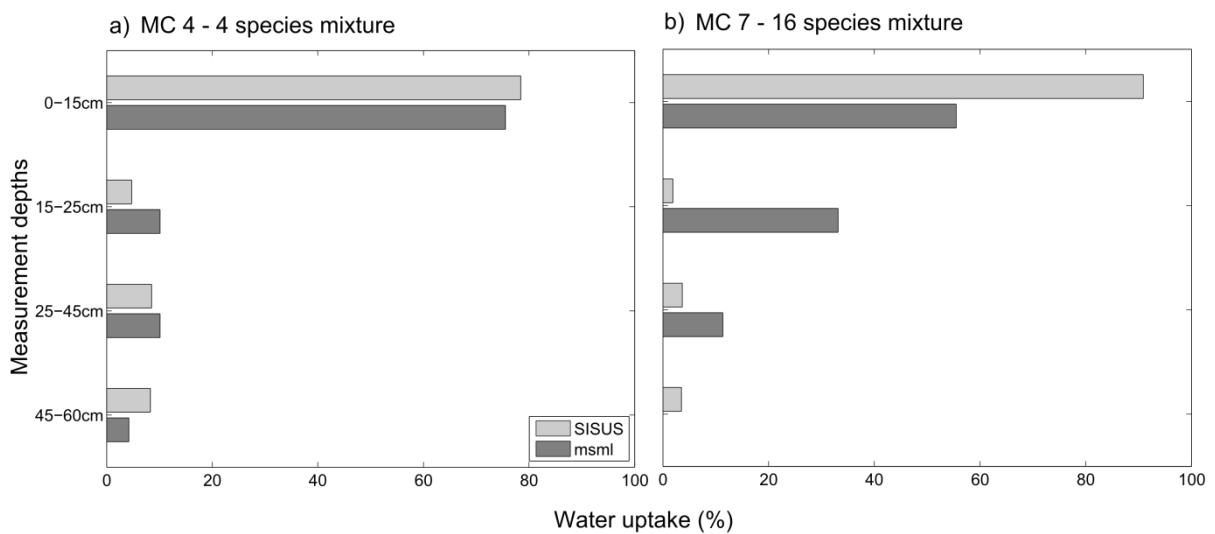 a) MC 4 - 4 species mixture
b) MC 7 - 16 species mixture
Measurement depths
0−15cm
15−25cm
25−45cm
45−60cm
SISUS
msml
0 20 40 60 80 100
0 20 40 60 80 100
Water uptake (%)